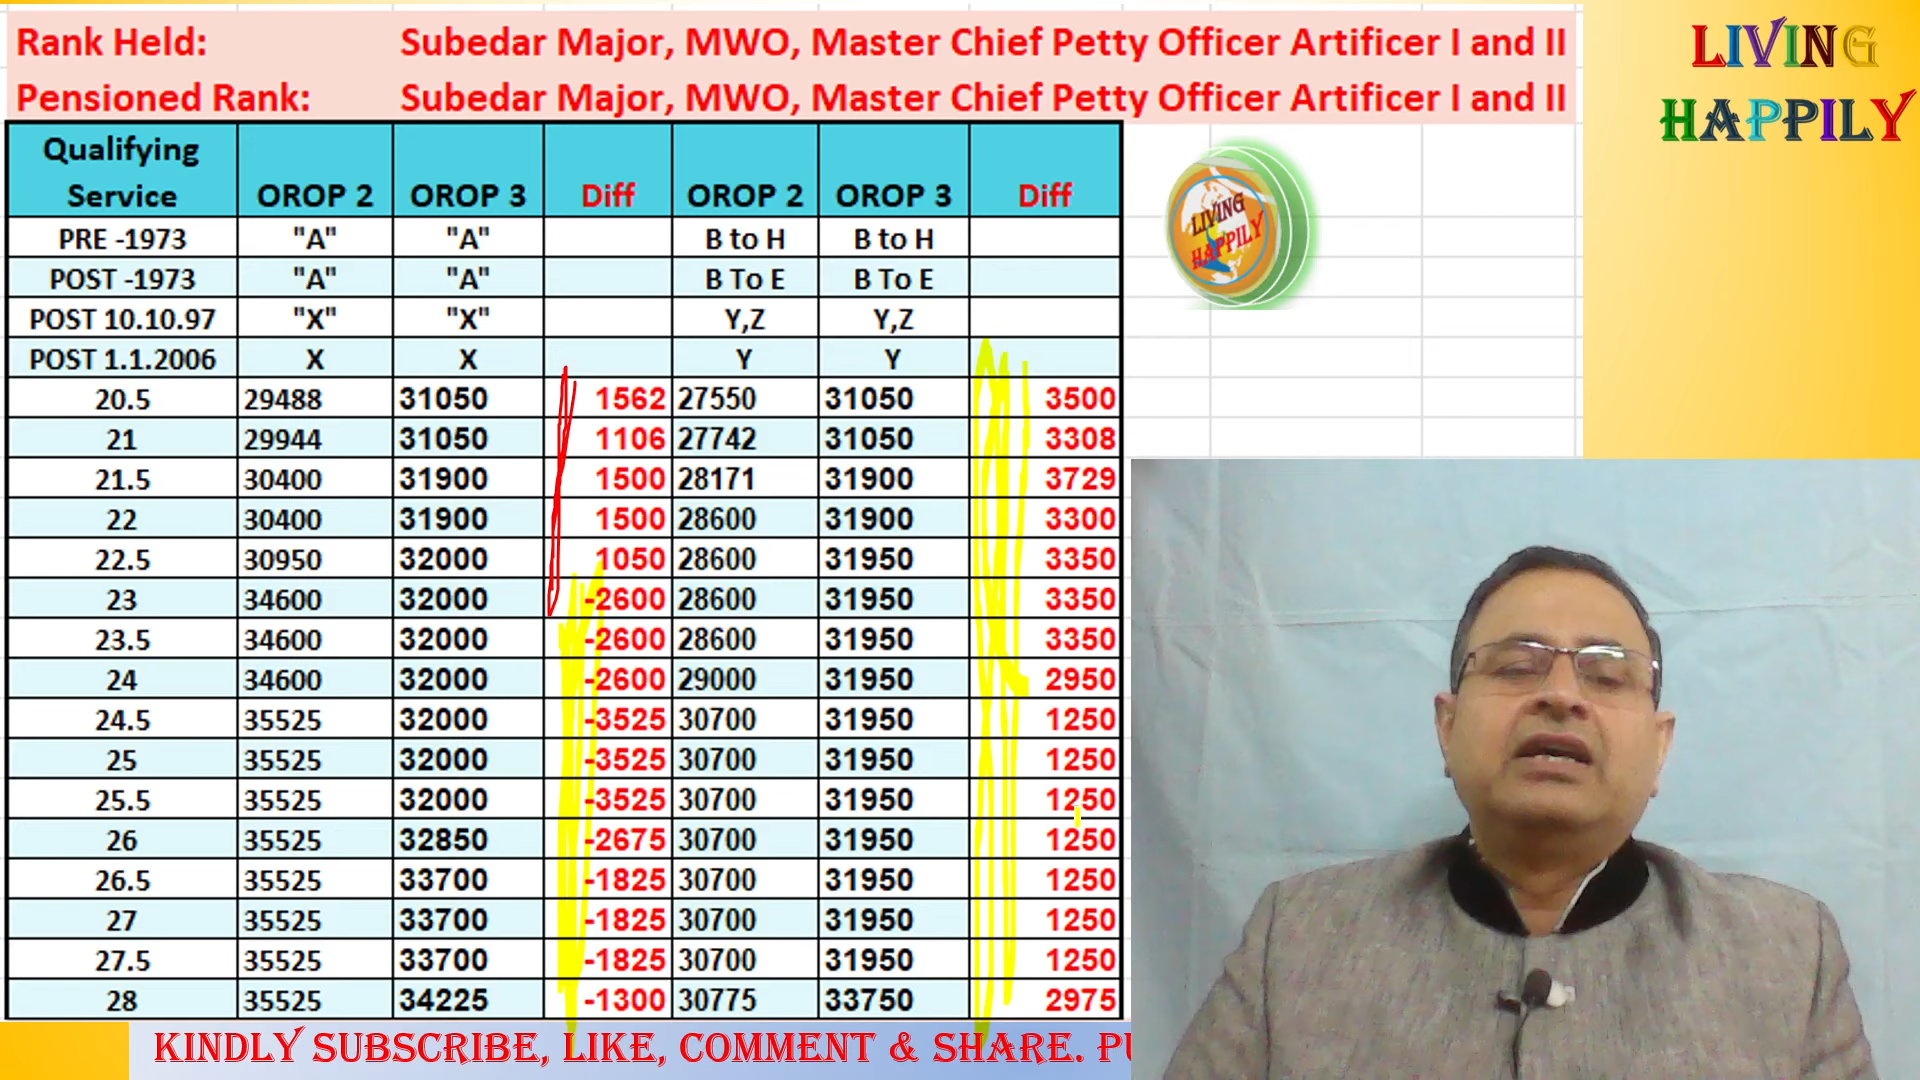 Rank Held: Subedar Major, MWO, Master Chief Petty Officer Artificer I and II
Pensioned Rank: Subedar Major, MWO, Master Chief Petty Officer Artificer I and II
LIVING
HAPPILY
Qualifying Service OROP 2 OROP 3 Diff OROP 2 OROP 3 Diff
PRE -1973 "A" "A" B to H B to H
POST -1973 "A" "A" B To E B To E
POST 10.10.97 "X" "X" Y,Z Y,Z
POST 1.1.2006 X X Y Y
20.5 29488 31050 1562 27550 31050 3500
21 29944 31050 1106 27742 31050 3308
21.5 30400 31900 1500 28171 31900 3729
22 30400 31900 1500 28600 31900 3300
22.5 30950 32000 1050 28600 31950 3350
23 34600 32000 -2600 28600 31950 3350
23.5 34600 32000 -2600 28600 31950 3350
24 34600 32000 -2600 29000 31950 2950
24.5 35525 32000 -3525 30700 31950 1250
25 35525 32000 -3525 30700 31950 1250
25.5 35525 32000 -3525 30700 31950 1250
26 35525 32850 -2675 30700 31950 1250
26.5 35525 33700 -1825 30700 31950 1250
27 35525 33700 -1825 30700 31950 1250
27.5 35525 33700 -1825 30700 31950 1250
28 35525 34225 -1300 30775 33750 2975
LIVING
HAPPILY
KINDLY SUBSCRIBE, LIKE, COMMENT & SHARE. PU